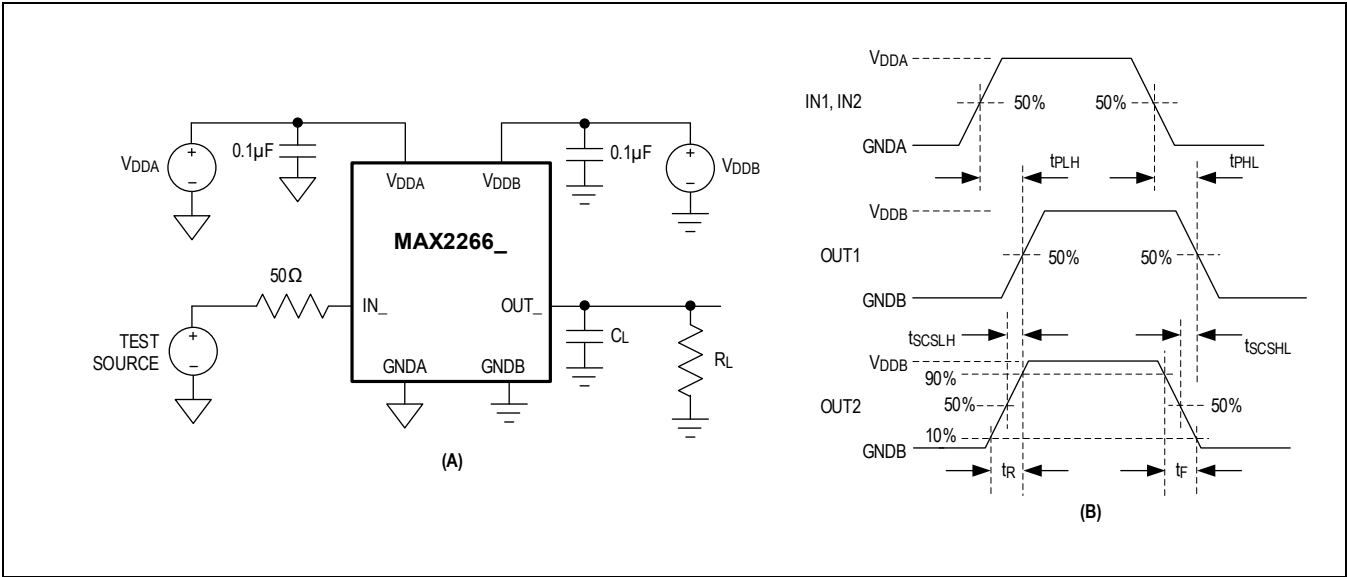 VDDA
0.1µF
0.1µF
VDDB
VDDA
VDDB
MAX2266_
50Ω
IN_
OUT_
TEST
SOURCE
CL
RL
GNDA
GNDB
(A)
VDDA
IN1, IN2
50%
50%
GNDA
tPLH
tPHL
VDDB
OUT1
50%
50%
GNDB
tSCSLH
tSCSHL
VDDB
90%
OUT2
50%
50%
10%
GNDB
tR
tF
(B)